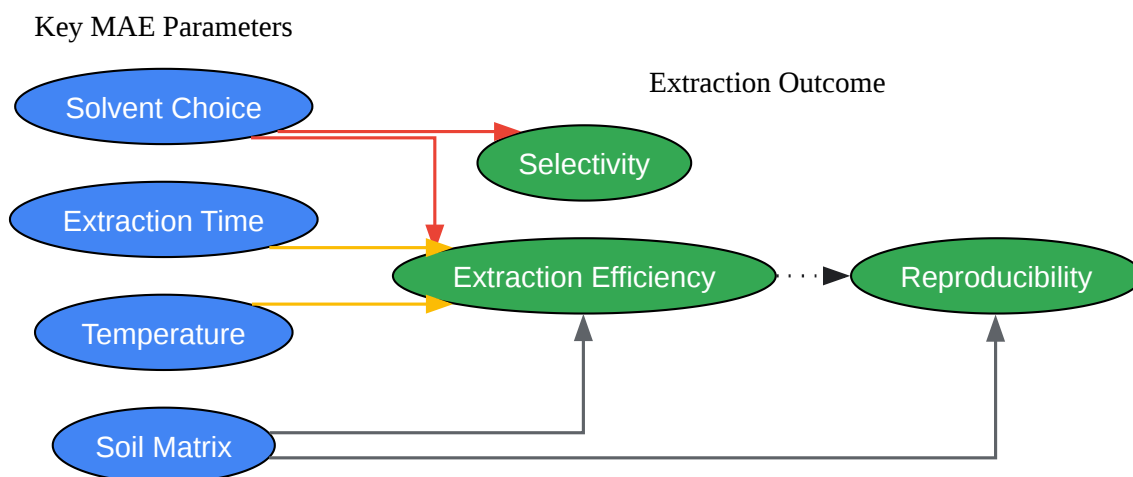 Key MAE Parameters
Extraction Outcome
Solvent Choice
Selectivity
Extraction Time
Extraction Efficiency
Reproducibility
Temperature
Soil Matrix